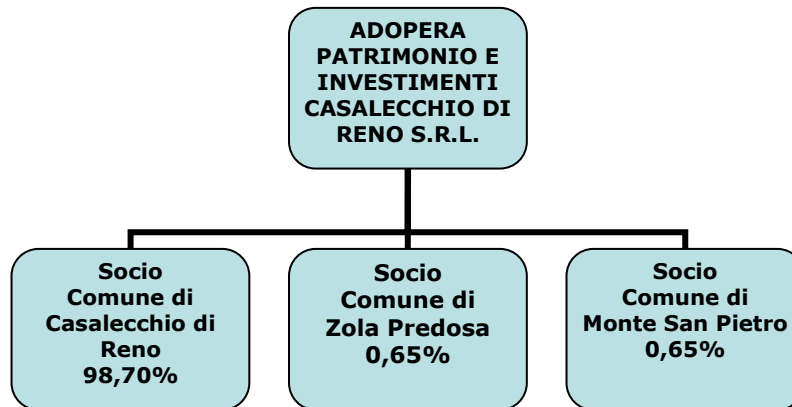 ADOPERA
PATRIMONIO E
INVESTIMENTI
CASALECCHIO DI
RENO S.R.L.
Socio
Comune di
Casalecchio di
Reno
98,70%
Socio
Comune di
Zola Predosa
0,65%
Socio
Comune di
Monte San Pietro
0,65%